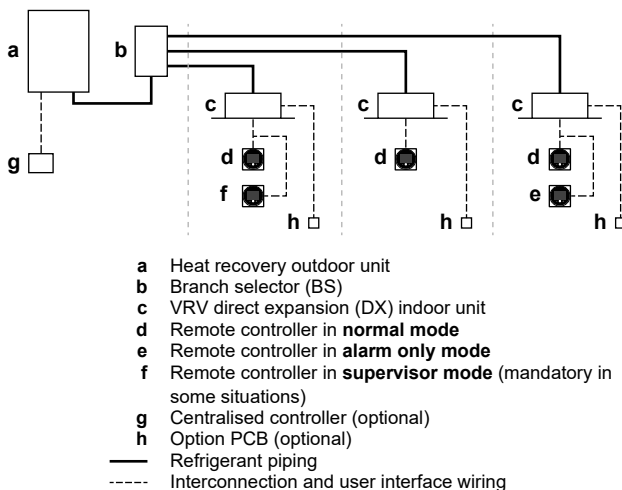 a
b
c
c
c
d
d
d
g
f
e
h
h
h
a Heat recovery outdoor unit
b Branch selector (BS)
c VRV direct expansion (DX) indoor unit
d Remote controller in normal mode
e Remote controller in alarm only mode
f Remote controller in supervisor mode (mandatory in
some situations)
g Centralised controller (optional)
h Option PCB (optional)
Refrigerant piping
Interconnection and user interface wiring